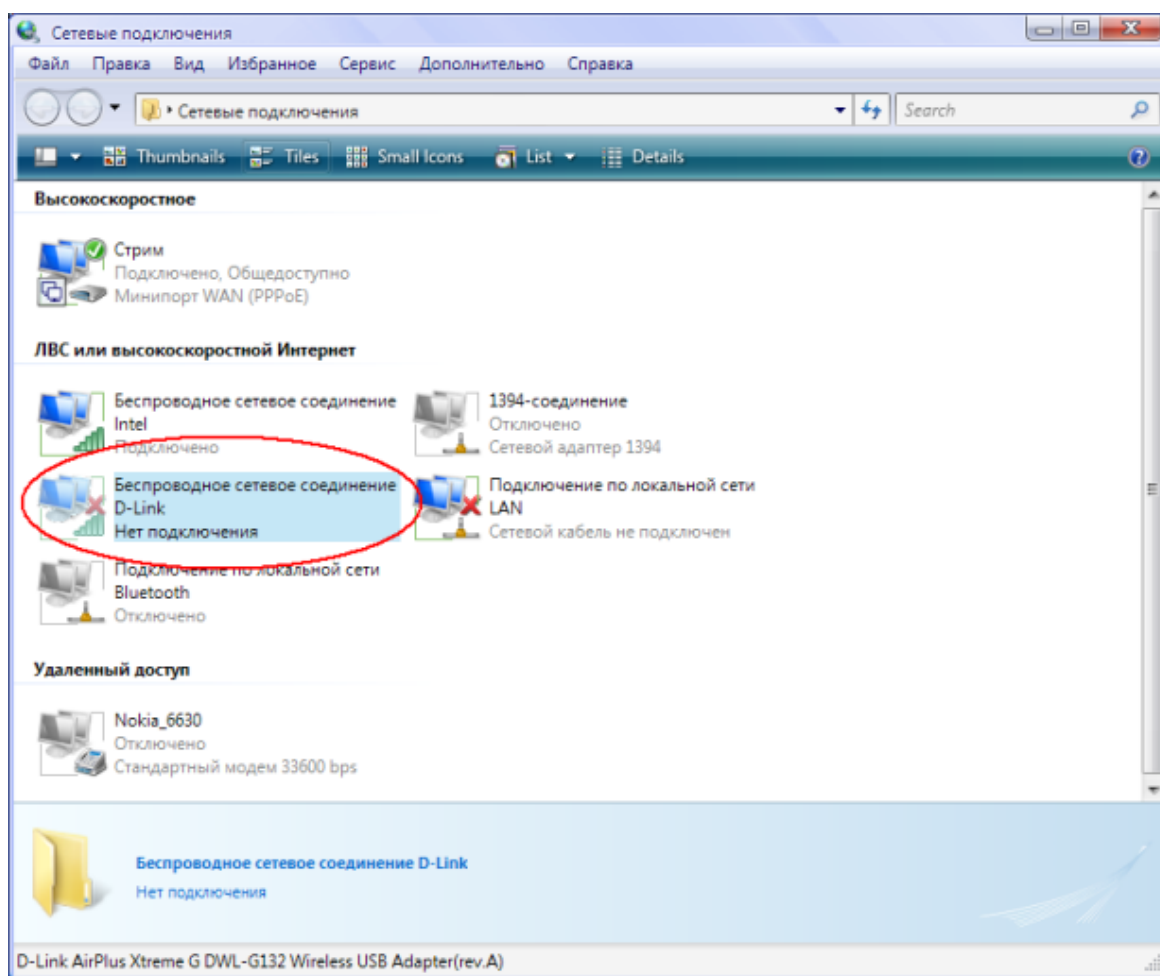 Сетевые подключения
Файл Правка Вид Избранное Сервис Дополнительно Справка
Сетевые подключения Search
Thumbnails Tiles Small Icons List Details
Высокоскоростное
Стрим
Подключено, Общедоступно
Минипорт WAN (PPPoE)
ЛВС или высокоскоростной Интернет
Беспроводное сетевое соединение
Intel
Подключено
1394-соединение
Отключено
Сетевой адаптер 1394
Беспроводное сетевое соединение
D-Link
Нет подключения
Подключение по локальной сети
LAN
Сетевой кабель не подключен
Подключение по локальной сети
Bluetooth
Отключено
Удаленный доступ
Nokia_6630
Отключено
Стандартный модем 33600 bps
Беспроводное сетевое соединение D-Link
Нет подключения
D-Link AirPlus Xtreme G DWL-G132 Wireless USB Adapter(rev.A)